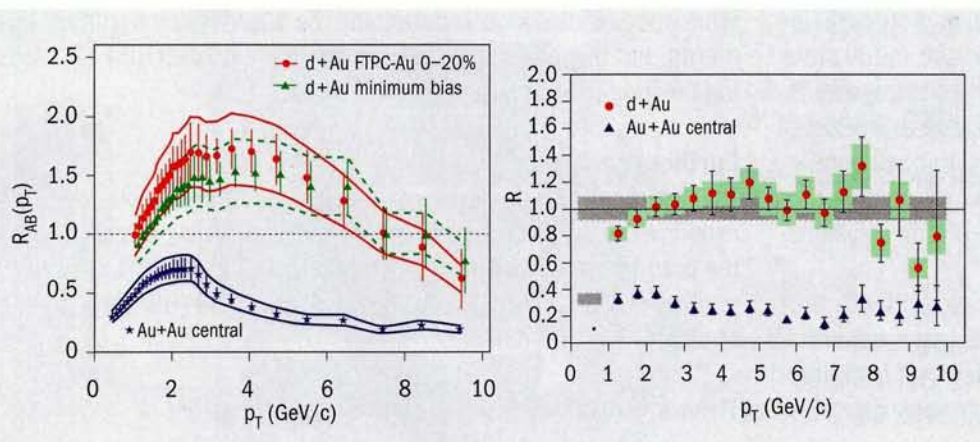 2.5
2.0
1.5
1.0
0.5
0
R_AB(p_T)
d+Au FTPC-Au 0–20%
d+Au minimum bias
Au+Au central
0 2 4 6 8 10
p_T (GeV/c)
2.0
1.8
1.6
1.4
1.2
1.0
0.8
0.6
0.4
0.2
0
R
d+Au
Au+Au central
0 1 2 3 4 5 6 7 8 9 10
p_T (GeV/c)